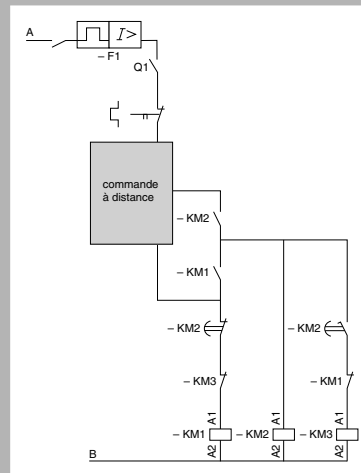 A
I>
– F1
Q1
commande
à distance
– KM2
– KM1
– KM2
– KM2
– KM3
– KM1
A1
A1
A1
– KM1
– KM2
– KM3
A2
A2
A2
B